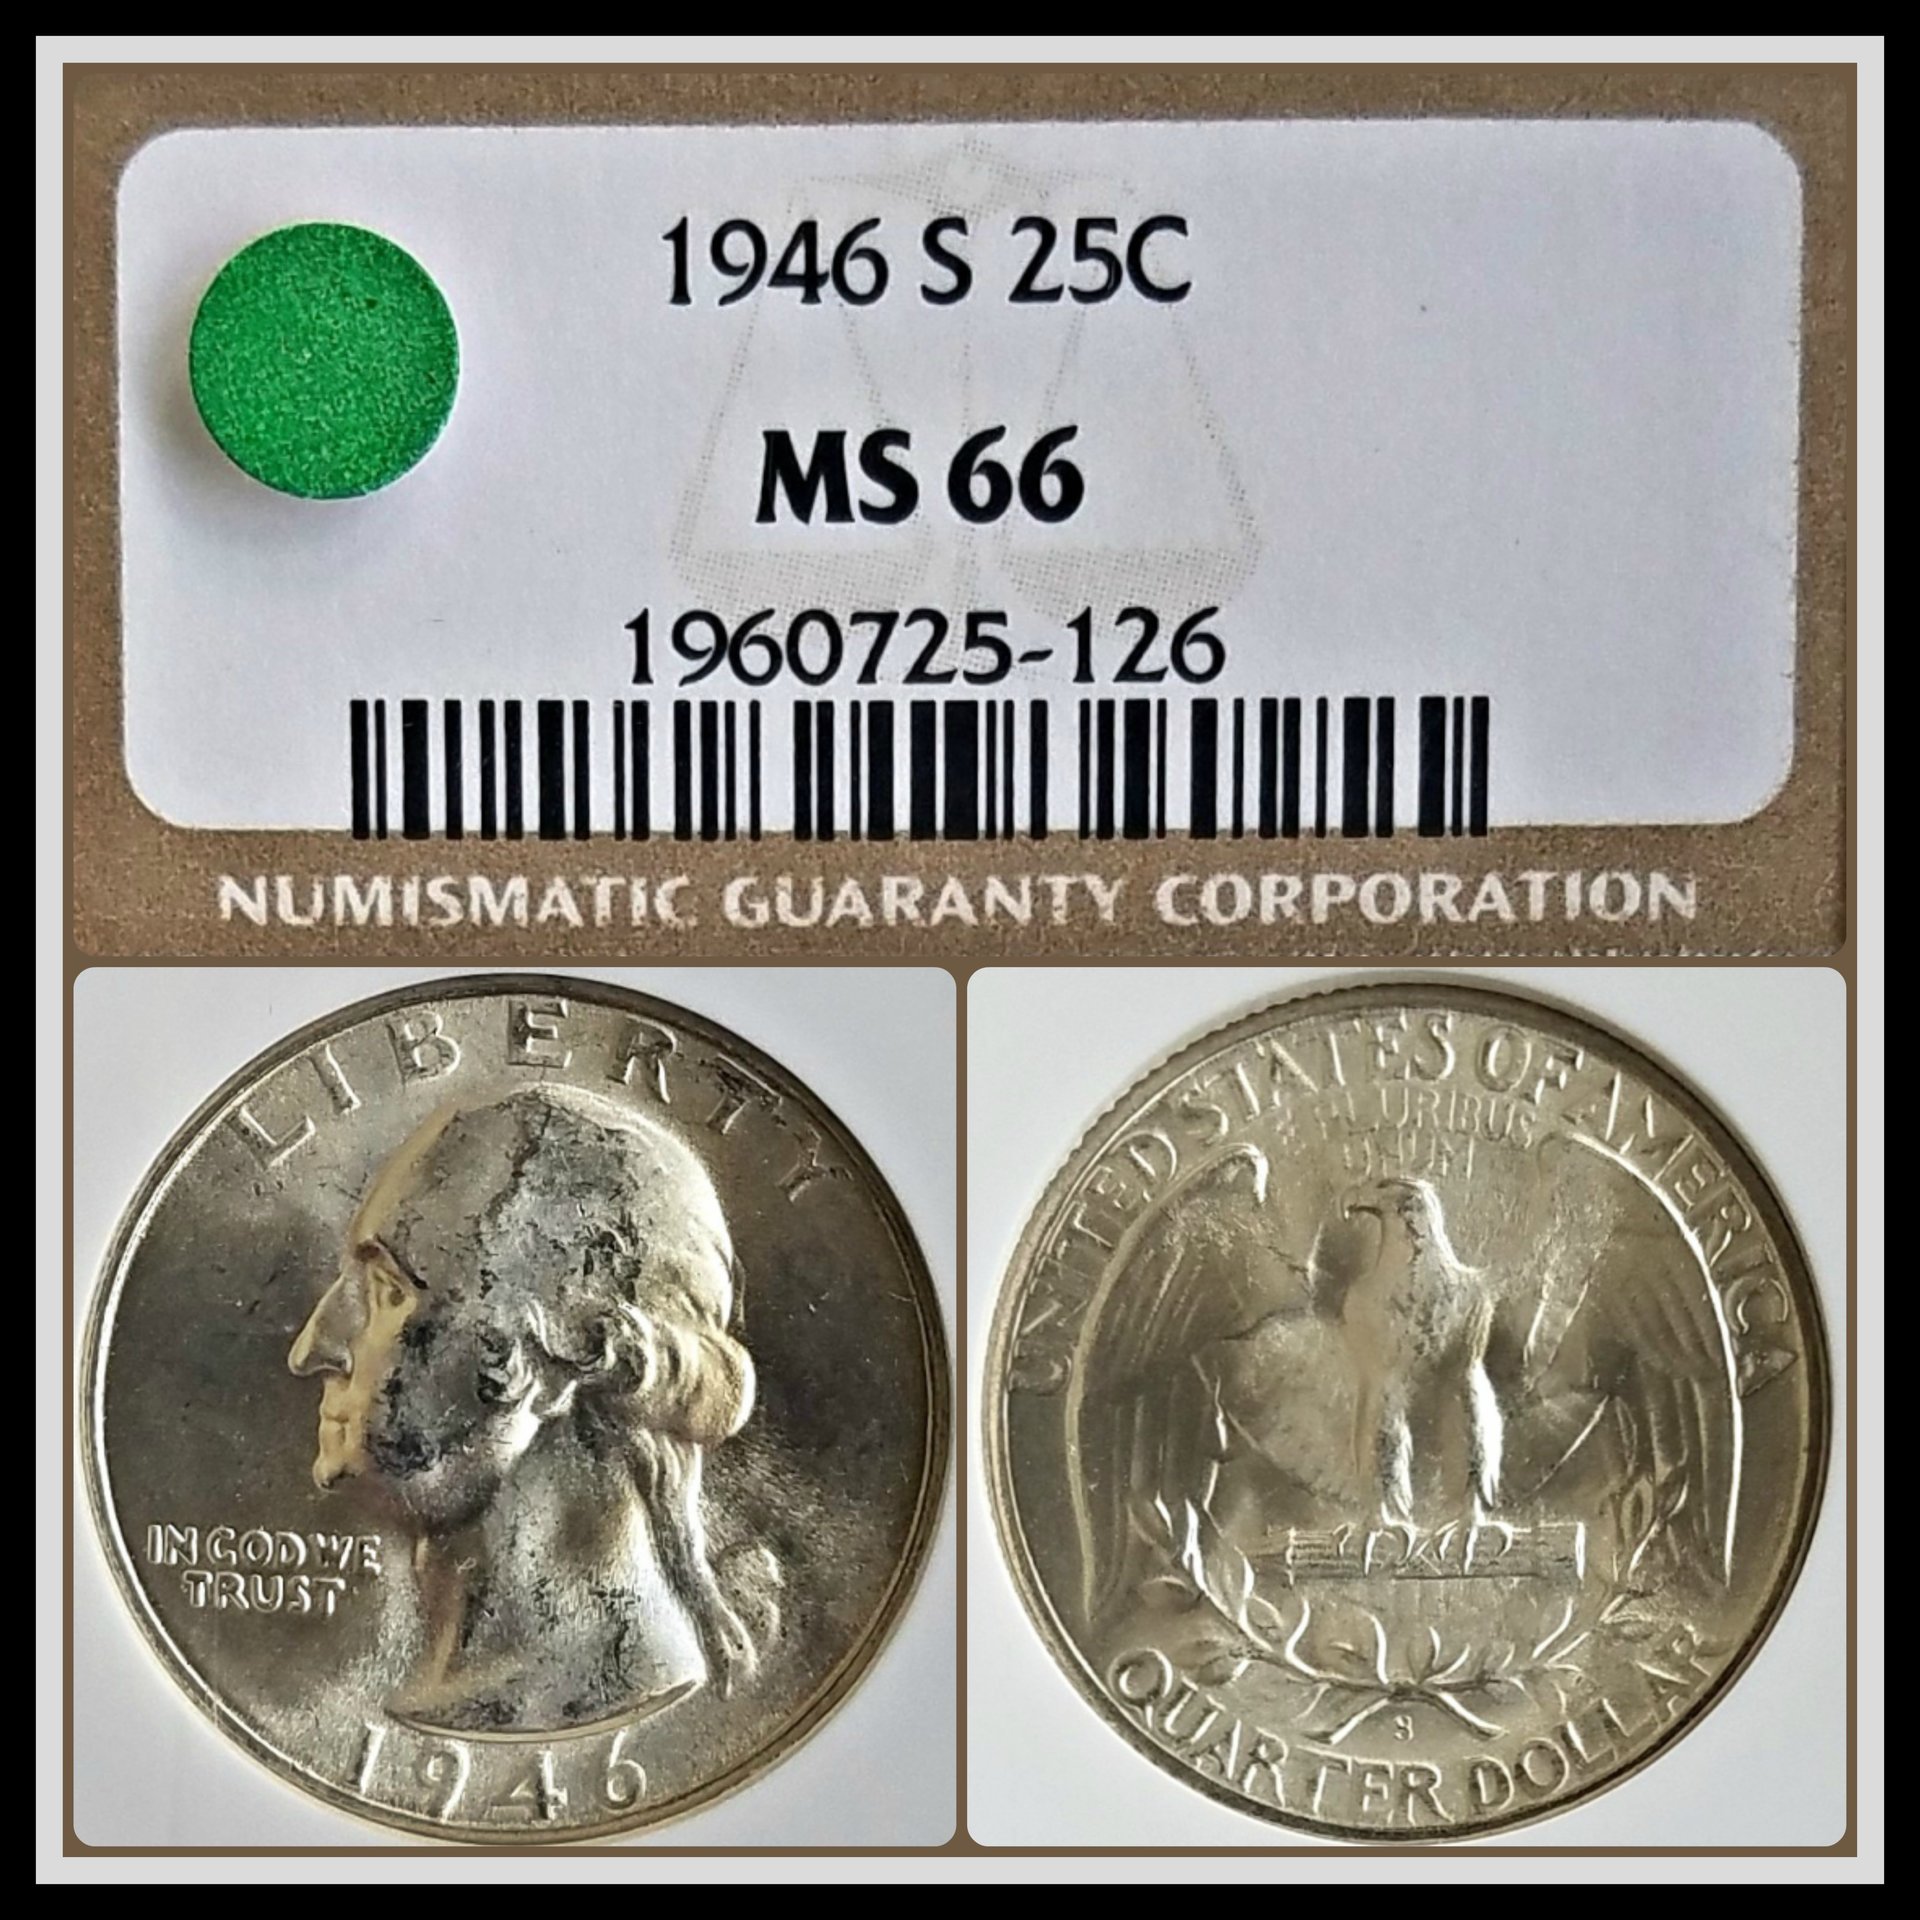 1946 S 25C
MS 66
1960725-126
NUMISMATIC GUARANTY CORPORATION
LIBERTY
IN GOD WE
TRUST
1946
UNITED STATES OF AMERICA
E PLURIBUS
UNUM
S
QUARTER DOLLAR